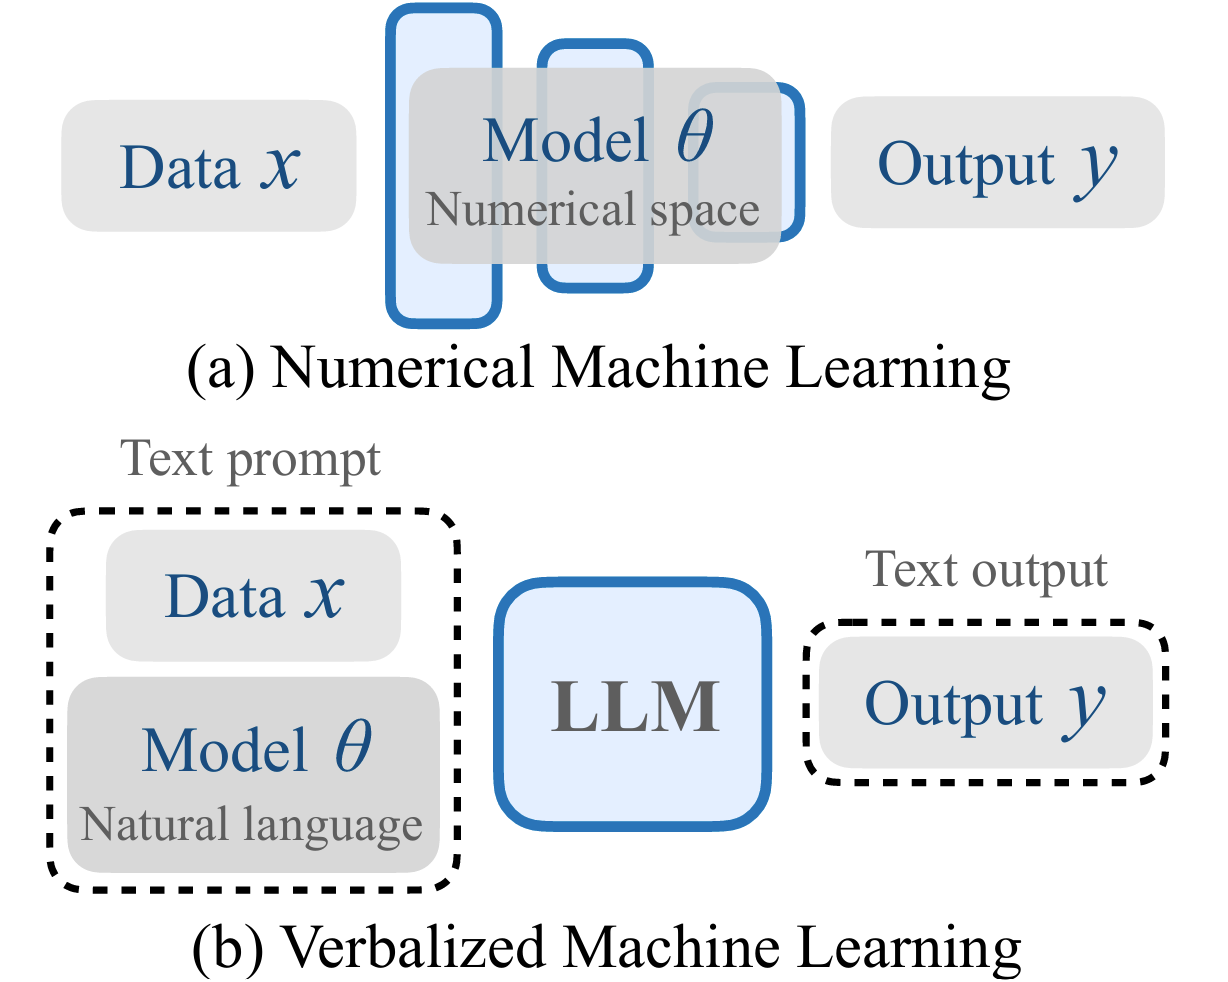 Data x
Model θ
Numerical space
Output y
(a) Numerical Machine Learning
Text prompt
Data x
Model θ
Natural language
LLM
Text output
Output y
(b) Verbalized Machine Learning